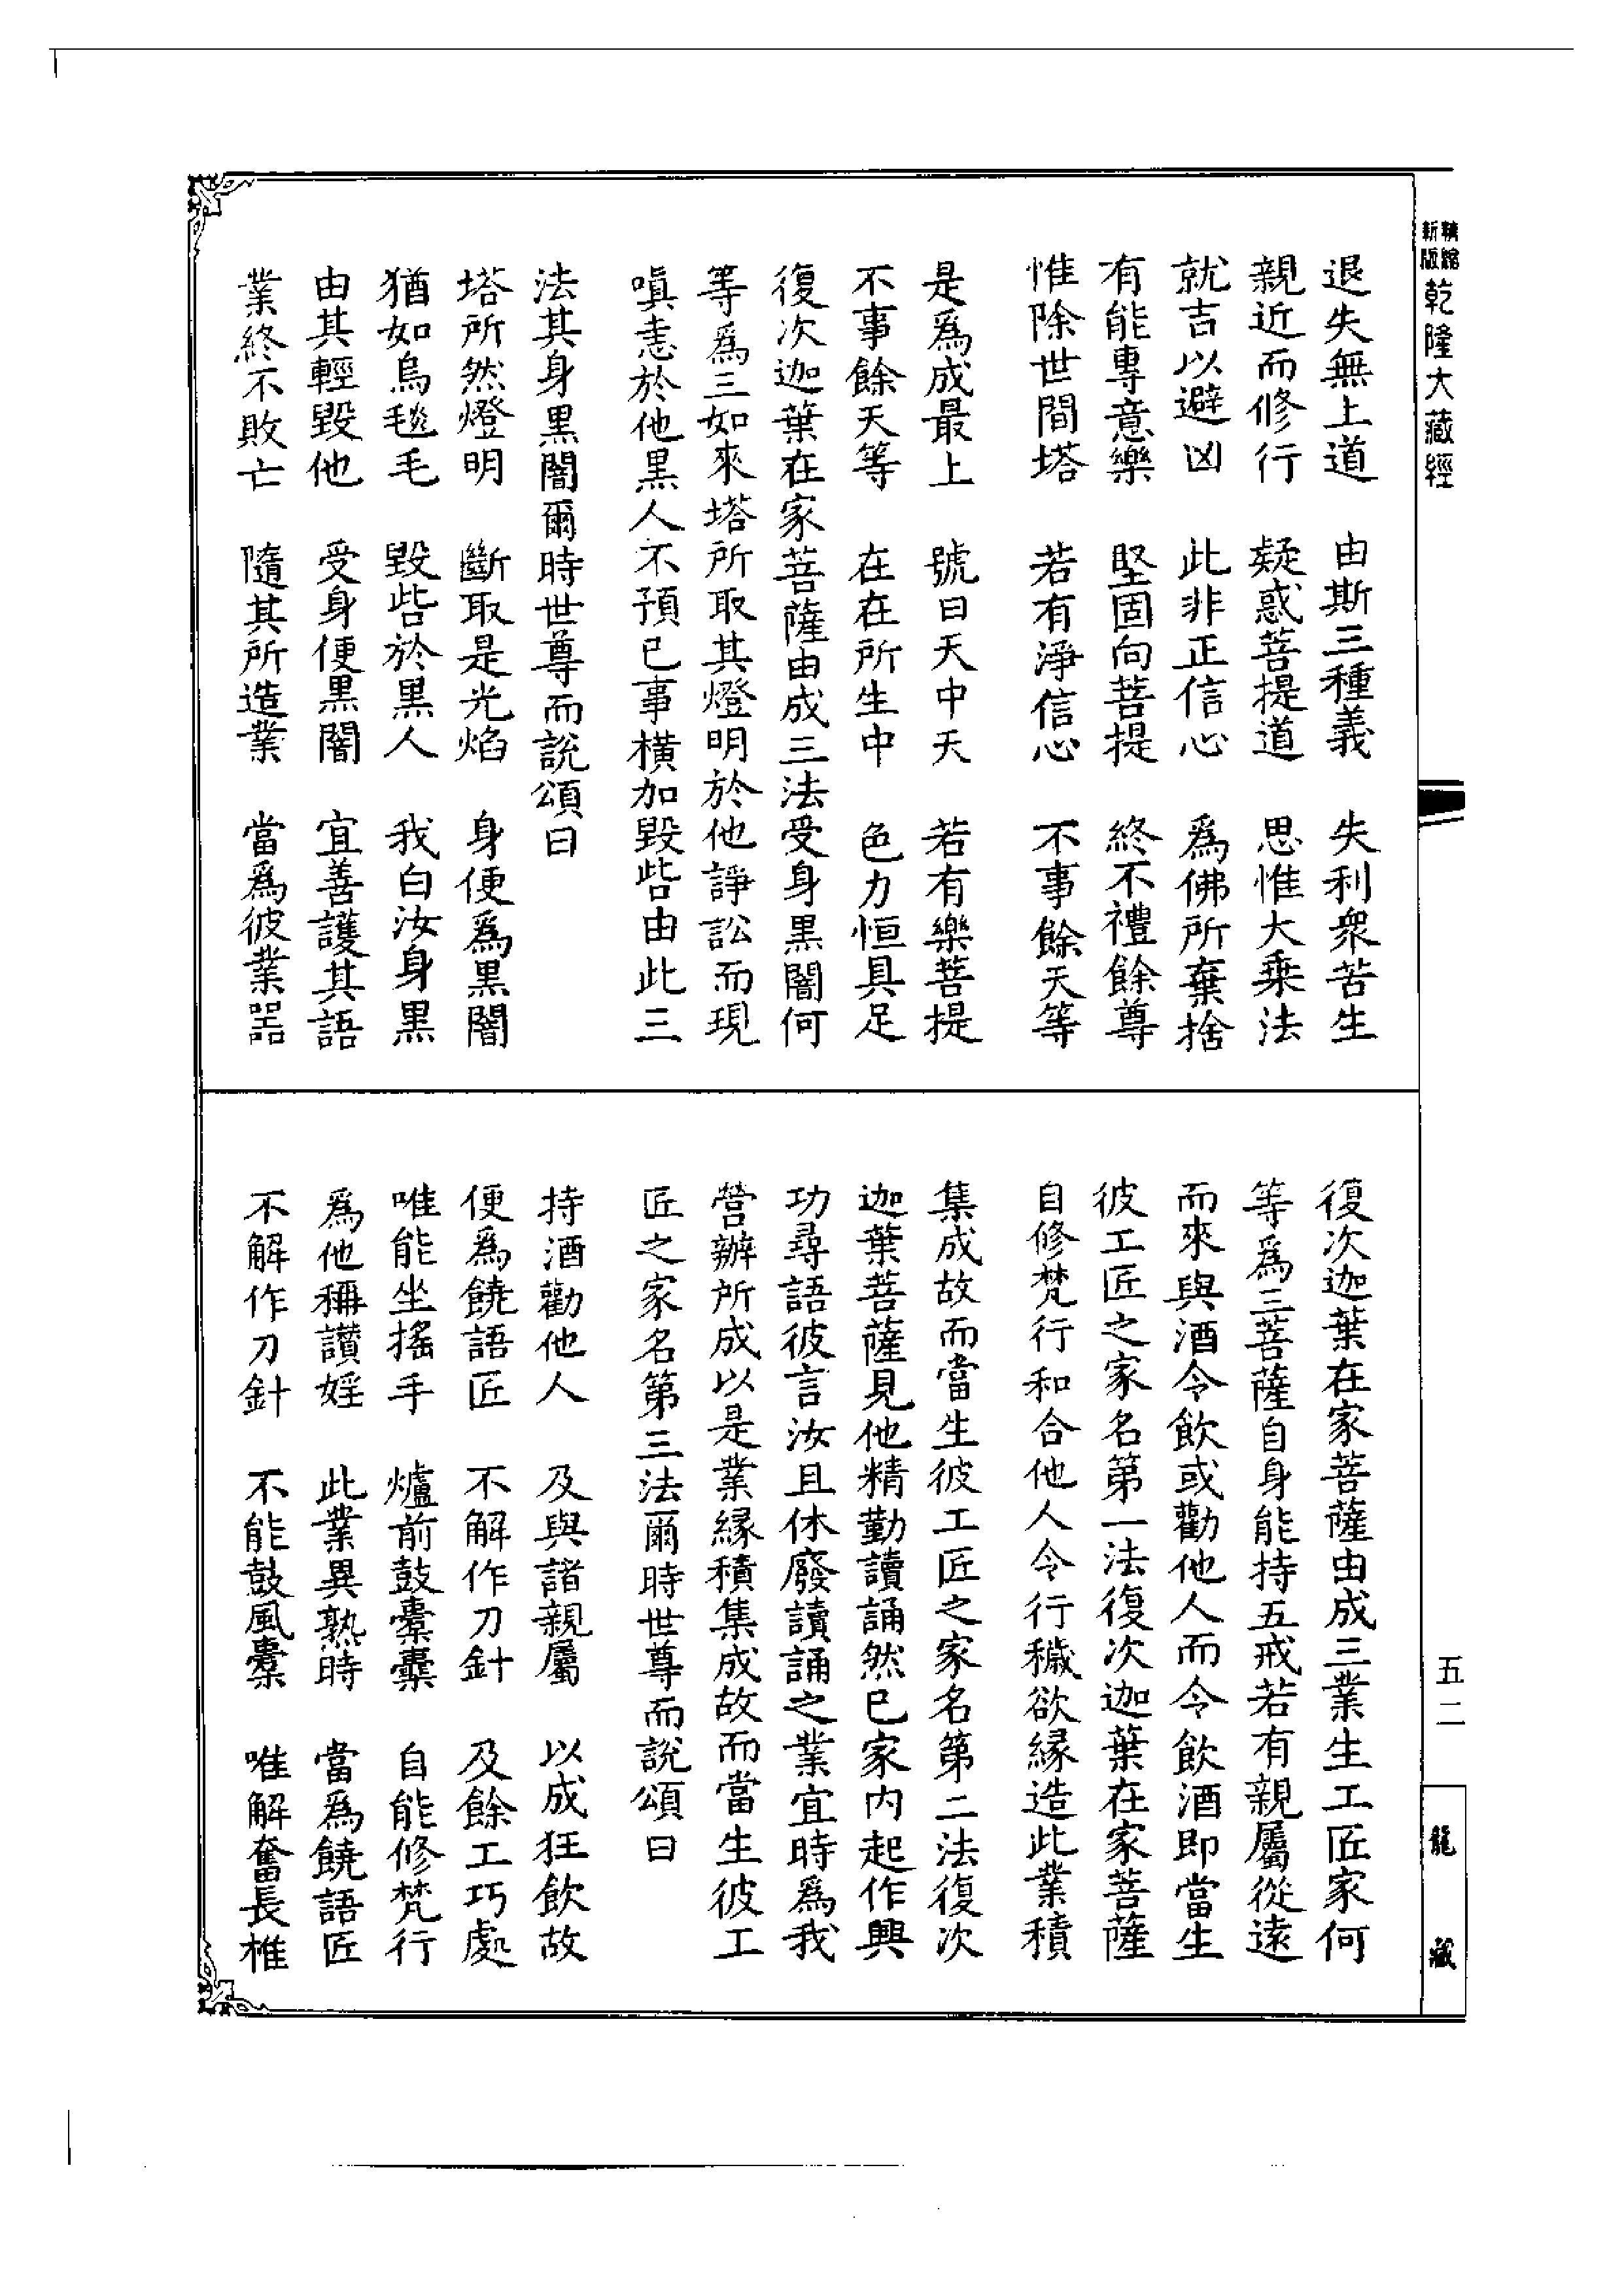 新編
縮版
乾隆大藏經
退失無上道　由斯三種義　失利衆苦生
親近而修行　疑惑菩提道　思惟大乘法
就吉以避凶　此非正信心　爲佛所棄捨
有能專意樂　堅固向菩提　終不禮餘尊
惟除世間塔　若有淨信心　不事餘天等
是爲成最上　號曰天中天　若有樂菩提
不事餘天等　在在所生中　色力恒具足
復次迦葉在家菩薩由成三法受身黑闇何
等爲三如來塔所取其燈明於他諍訟而現
嗔恚於他黑人不預已事橫加毀呰由此三
法其身黑闇爾時世尊而說頌曰
塔所然燈明　斷取是光焰　身便爲黑闇
猶如烏毯毛　毀呰於黑人　我白汝身黑
由其輕毀他　受身便黑闇　宜善護其語
業終不敗亡　隨其所造業　當爲彼業器
復次迦葉在家菩薩由成三業生工匠家何
等爲三菩薩自身能持五戒若有親屬從遠
而來與酒令飲或勸他人而令飲酒即當生
彼工匠之家名第一法復次迦葉在家菩薩
自修梵行和合他人令行穢欲緣造此業積
集成故而當生彼工匠之家名第二法復次
迦葉菩薩見他精勤讀誦然已家內起作興
功尋語彼言汝且休廢讀誦之業宜時爲我
營辦所成以是業緣積集成故而當生彼工
匠之家名第三法爾時世尊而說頌曰
持酒勸他人　及與諸親屬　以成狂飲故
便爲鐃語匠　不解作刀針　及餘工巧處
唯能坐搖手　爐前鼓橐囊　自能修梵行
爲他稱讚婬　此業異熟時　當爲鐃語匠
不解作刀針　不能鼓風橐　唯解奮長椎
五二
龍藏